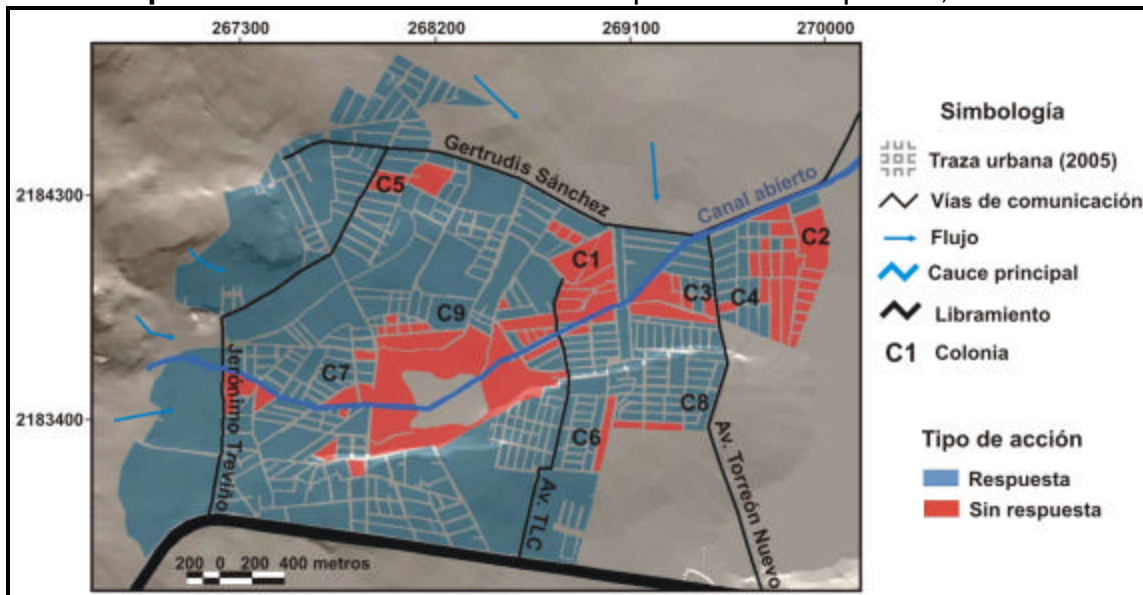 267300
268200
269100
270000
2184300
2183400
Gertrudis Sánchez
Canal abierto
C5
C1
C2
C3
C4
C9
C7
C8
C6
Jerónimo Treviño
Av. TLC
Av. Torreón Nuevo
200 0 200 400 metros
Simbología
Traza urbana (2005)
Vías de comunicación
Flujo
Cauce principal
Libramiento
C1 Colonia
Tipo de acción
Respuesta
Sin respuesta